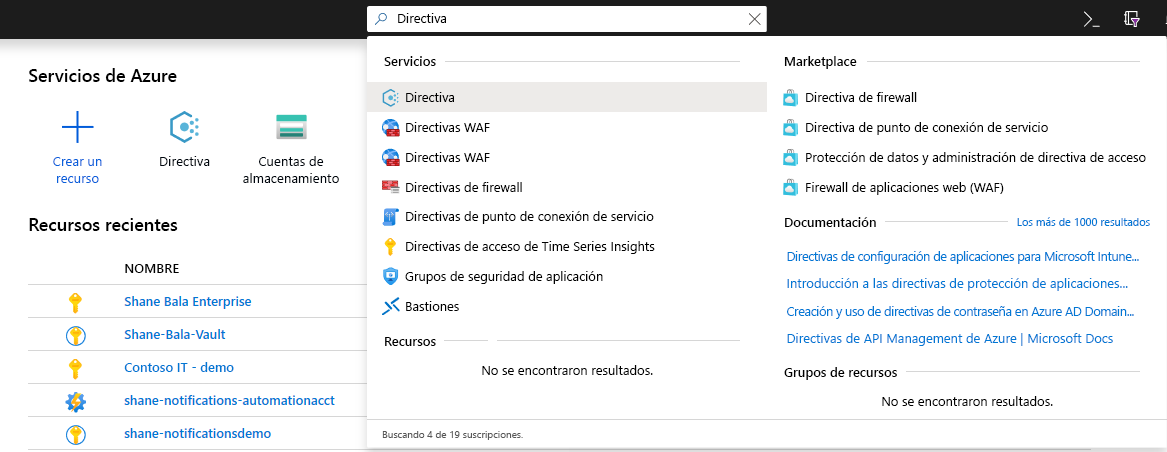 Directiva
Servicios de Azure
Crear un
recurso
Directiva
Cuentas de
almacenamiento
Recursos recientes
NOMBRE
Shane Bala Enterprise
Shane-Bala-Vault
Contoso IT - demo
shane-notifications-automationacct
shane-notificationsdemo
Servicios
Directiva
Directivas WAF
Directivas WAF
Directivas de firewall
Directivas de punto de conexión de servicio
Directivas de acceso de Time Series Insights
Grupos de seguridad de aplicación
Bastiones
Recursos
No se encontraron resultados.
Marketplace
Directiva de firewall
Directiva de punto de conexión de servicio
Protección de datos y administración de directiva de acceso
Firewall de aplicaciones web (WAF)
Documentación Los más de 1000 resultados
Directivas de configuración de aplicaciones para Microsoft Intune...
Introducción a las directivas de protección de aplicaciones...
Creación y uso de directivas de contraseña en Azure AD Domain...
Directivas de API Management de Azure | Microsoft Docs
Grupos de recursos
No se encontraron resultados.
Buscando 4 de 19 suscripciones.